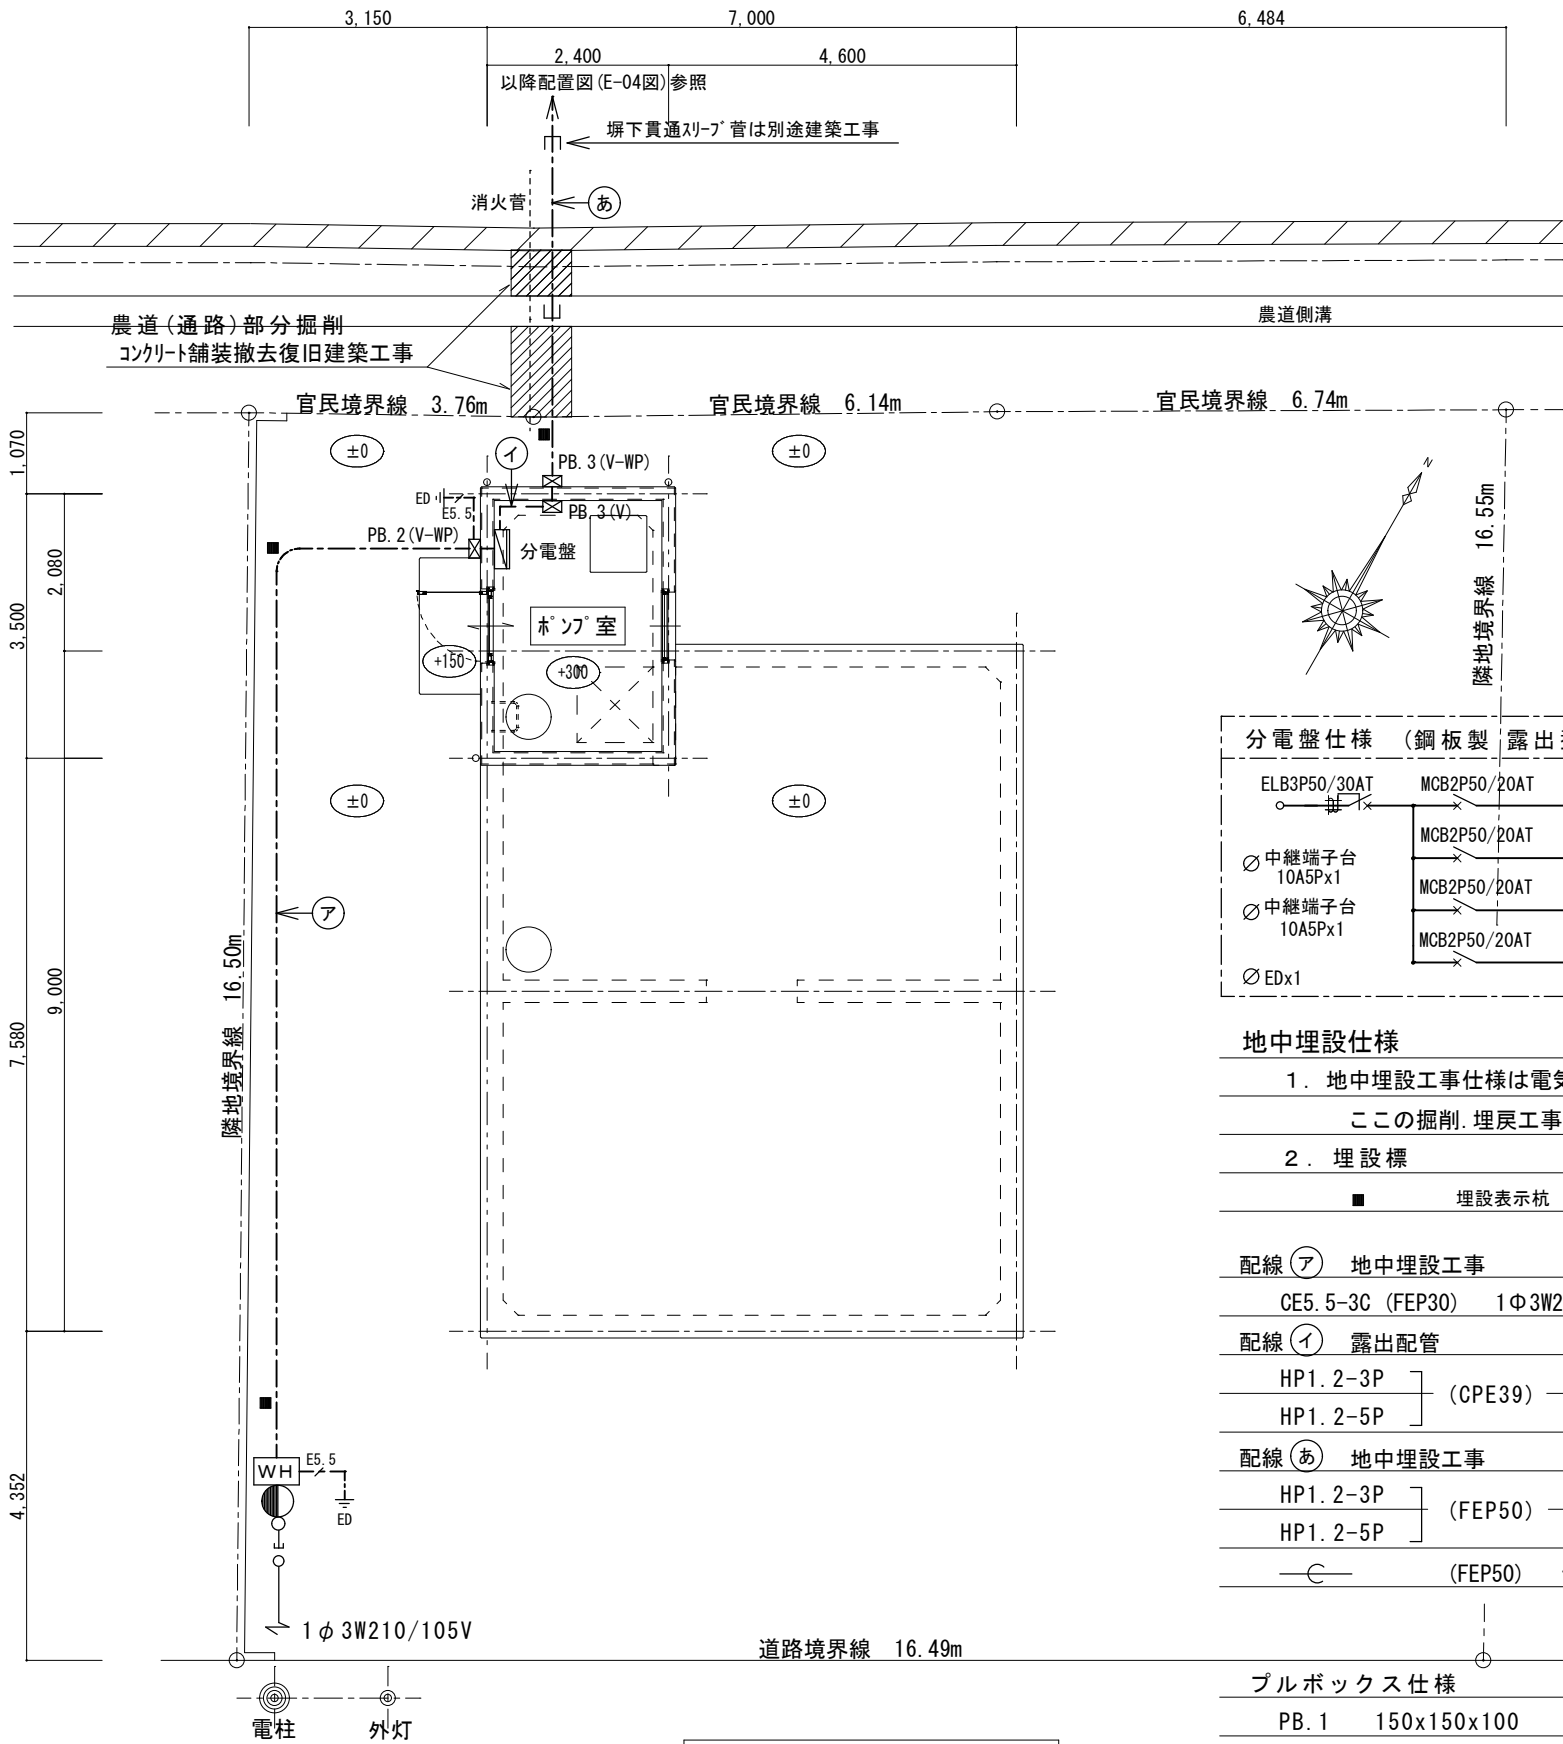 3,150
7,000
6,484
2,400
4,600
以降配置図(E-04図)参照
塀下貫通ｽﾘｰﾌﾞ菅は別途建築工事
消火菅
あ
農道側溝
農道(通路)部分掘削
ｺﾝｸﾘｰﾄ舗装撤去復旧建築工事
官民境界線 3.76m
官民境界線 6.14m
官民境界線 6.74m
1,070
±0
±0
イ
PB.3(V-WP)
ED
E5.5
PB.3(V)
PB.2(V-WP)
分電盤
N
隣地境界線 16.55m
2,080
3,500
ﾎﾟﾝﾌﾟ室
+150
+300
分電盤仕様 (鋼板製 露出
±0
±0
ELB3P50/30AT
MCB2P50/20AT
MCB2P50/20AT
中継端子台
10A5Px1
MCB2P50/20AT
中継端子台
10A5Px1
MCB2P50/20AT
EDx1
ア
隣地境界線 16.50m
9,000
7,580
地中埋設仕様
1. 地中埋設工事仕様は電気
ここの掘削.埋戻工事
2. 埋設標
■ 埋設表示杭
配線 ア 地中埋設工事
CE5.5-3C (FEP30) 1Φ3W2
配線 イ 露出配管
HP1.2-3P
(CPE39)
HP1.2-5P
配線 あ 地中埋設工事
HP1.2-3P
(FEP50)
HP1.2-5P
(FEP50)
4,352
WH
E5.5
ED
1φ3W210/105V
道路境界線 16.49m
電柱
外灯
プルボックス仕様
PB.1 150x150x100